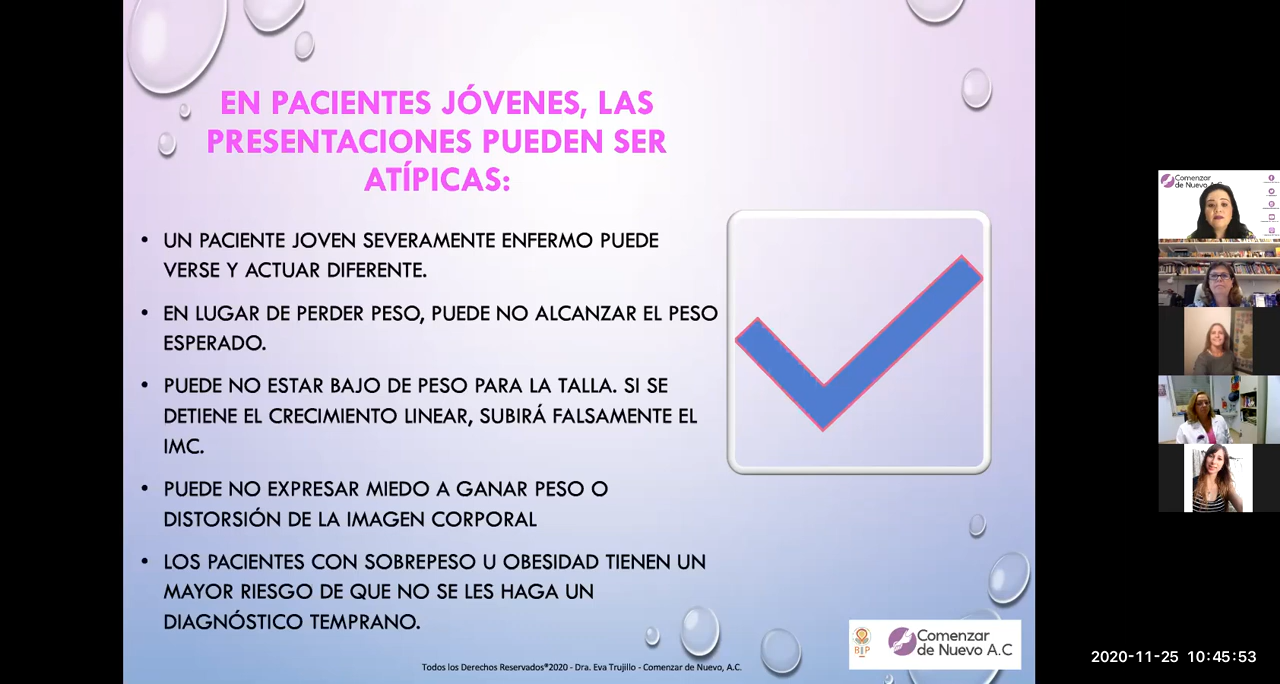 EN PACIENTES JÓVENES, LAS
PRESENTACIONES PUEDEN SER
ATÍPICAS:
• UN PACIENTE JOVEN SEVERAMENTE ENFERMO PUEDE
VERSE Y ACTUAR DIFERENTE.
• EN LUGAR DE PERDER PESO, PUEDE NO ALCANZAR EL PESO
ESPERADO.
• PUEDE NO ESTAR BAJO DE PESO PARA LA TALLA. SI SE
DETIENE EL CRECIMIENTO LINEAR, SUBIRÁ FALSAMENTE EL
IMC.
• PUEDE NO EXPRESAR MIEDO A GANAR PESO O
DISTORSIÓN DE LA IMAGEN CORPORAL
• LOS PACIENTES CON SOBREPESO U OBESIDAD TIENEN UN
MAYOR RIESGO DE QUE NO SE LES HAGA UN
DIAGNÓSTICO TEMPRANO.
Todos los Derechos Reservados®2020 - Dra. Eva Trujillo - Comenzar de Nuevo, A.C.
Comenzar
de Nuevo A.C
Comenzar
de Nuevo A.C
2020-11-25 10:45:53